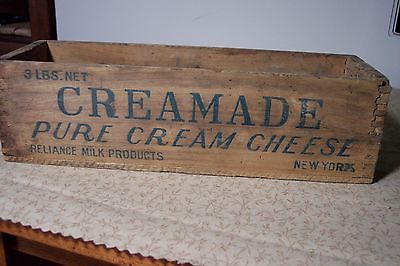 3 LBS. NET
CREAMADE
PURE CREAM CHEESE
RELIANCE MILK PRODUCTS
NEW YORK